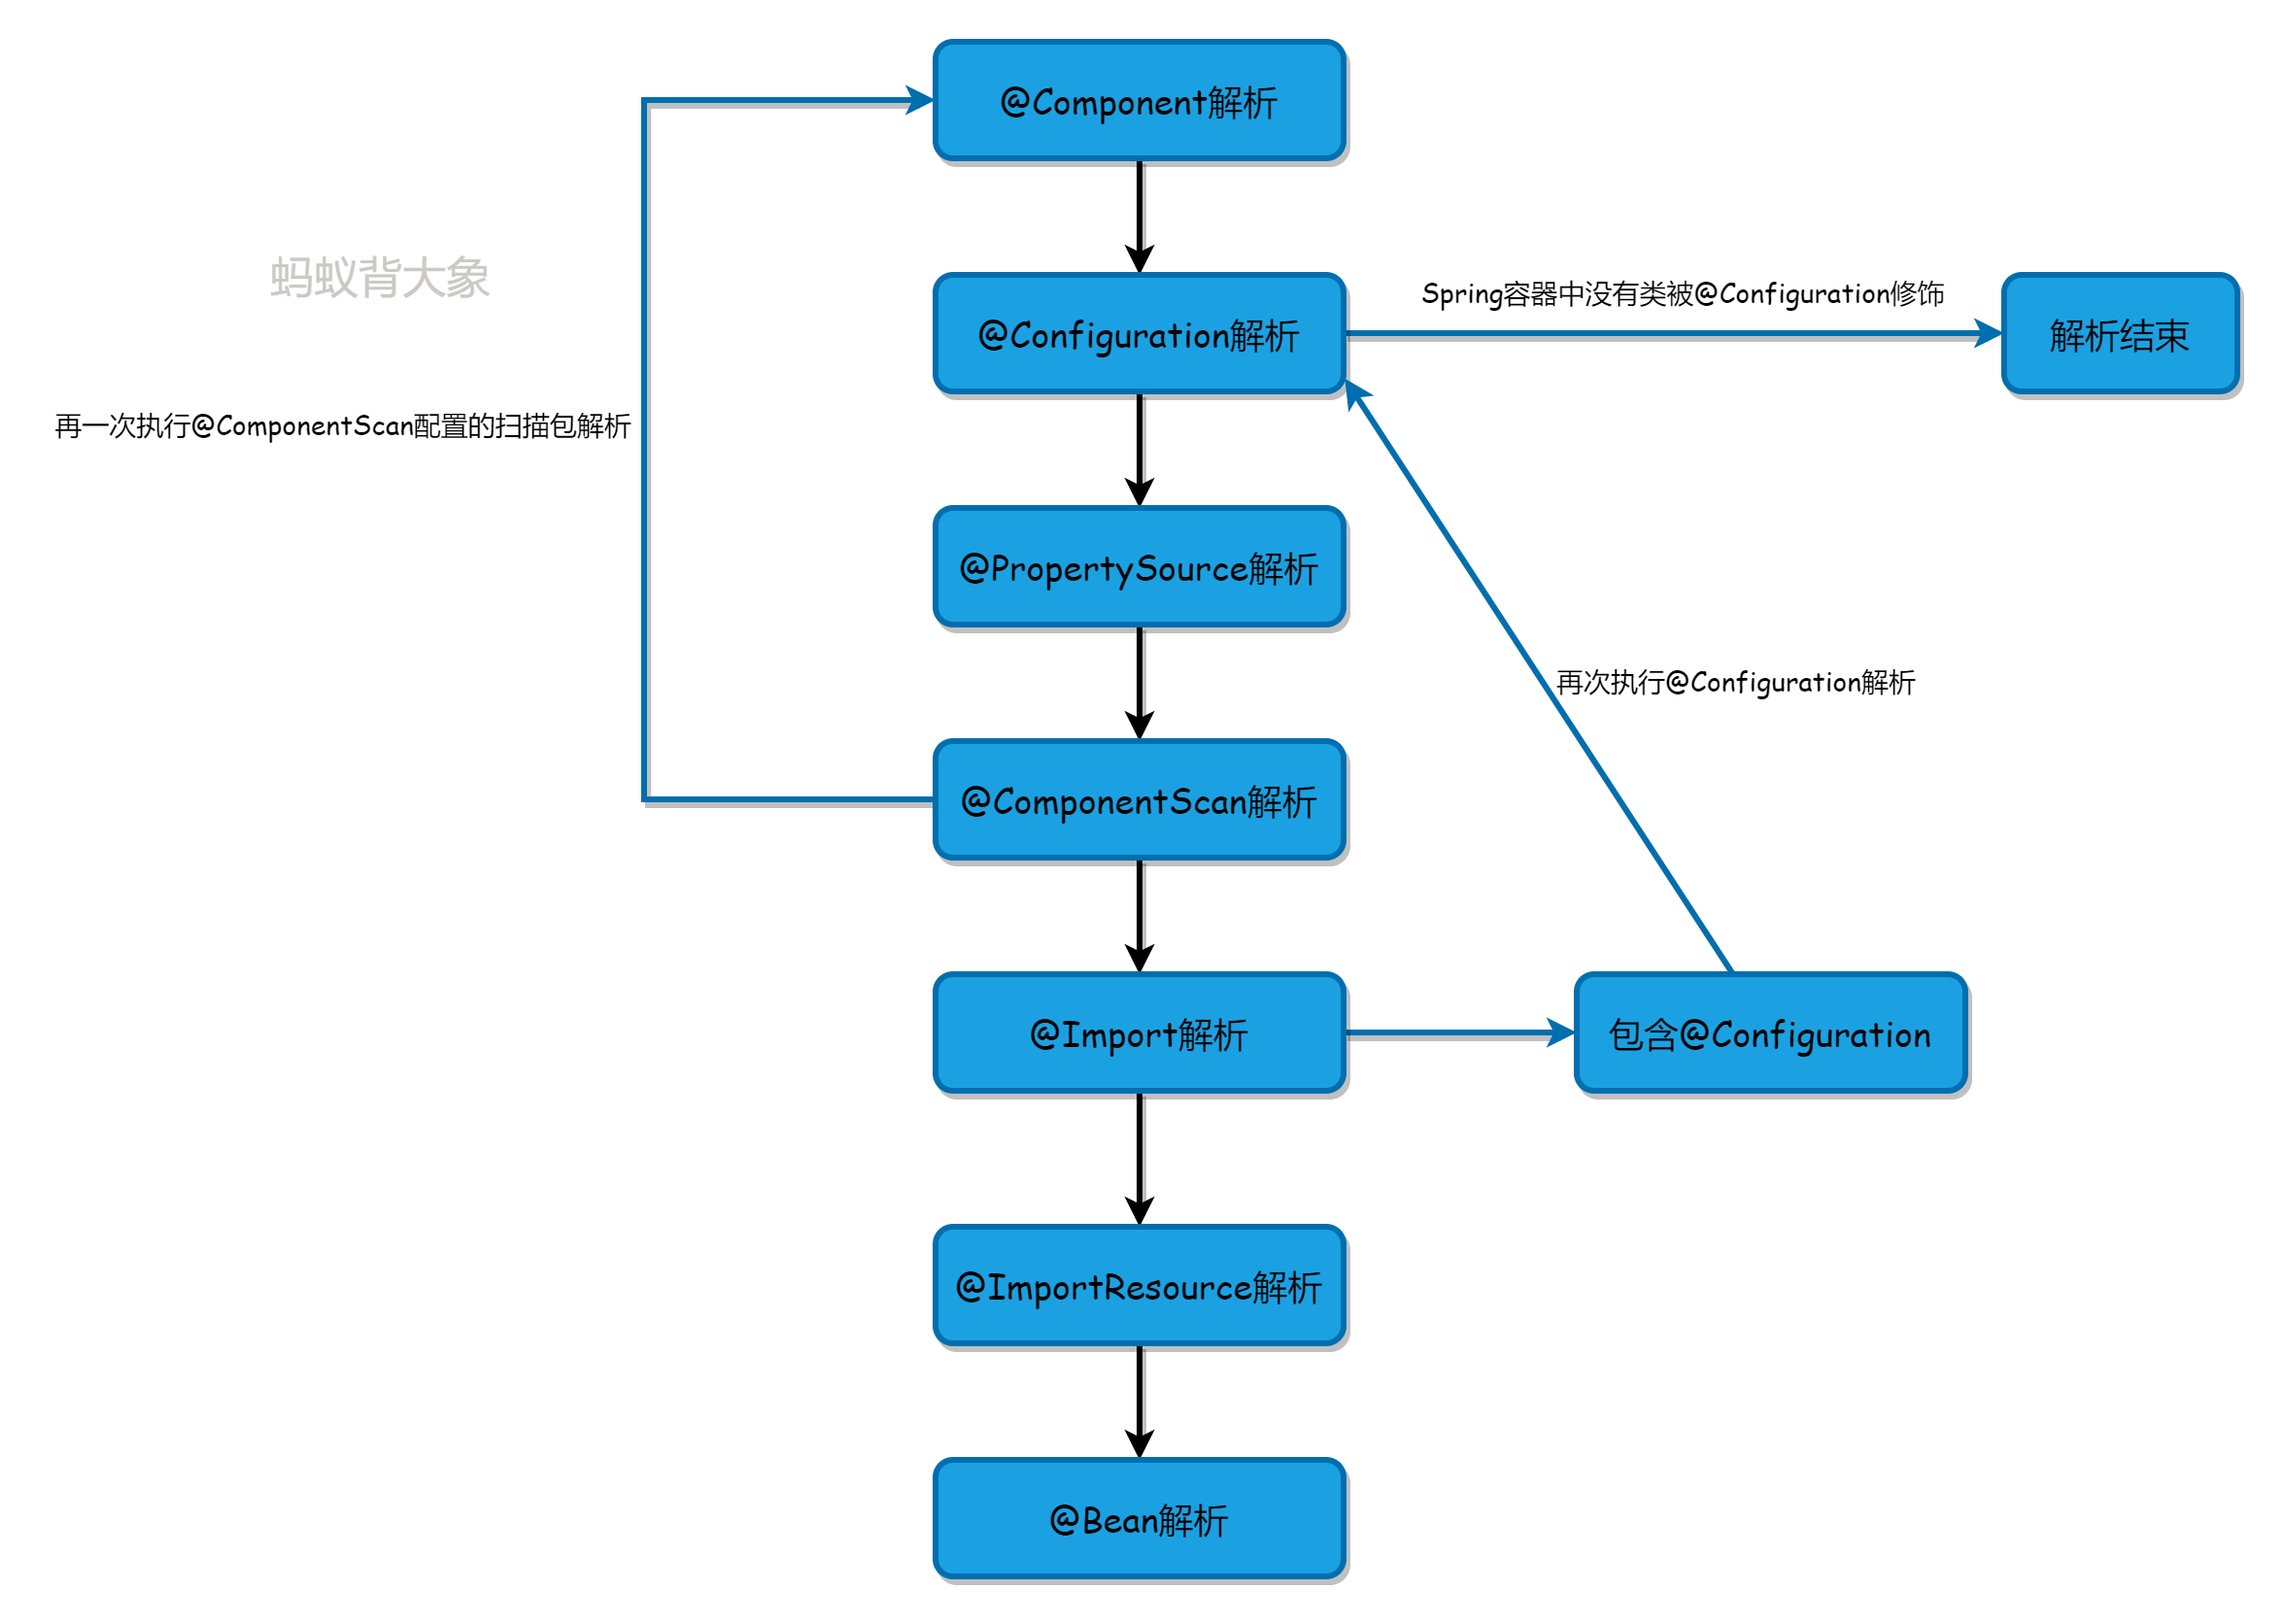 @Component解析
蚂蚁背大象
Spring容器中没有类被@Configuration修饰
@Configuration解析
解析结束
再一次执行@ComponentScan配置的扫描包解析
@PropertySource解析
再次执行@Configuration解析
@ComponentScan解析
@Import解析
包含@Configuration
@ImportResource解析
@Bean解析